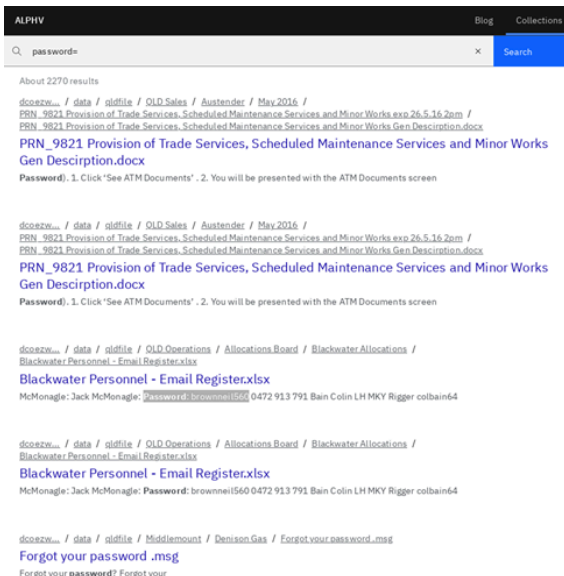 ALPHV Blog Collections
password= × Search
About 2270 results
dcoezw... / data / qldfile / QLD Sales / Austender / May 2016 /
PRN_9821 Provision of Trade Services, Scheduled Maintenance Services and Minor Works exp 26.5.16 2pm /
PRN_9821 Provision of Trade Services, Scheduled Maintenance Services and Minor Works Gen Descirption.docx
PRN_9821 Provision of Trade Services, Scheduled Maintenance Services and Minor Works
Gen Descirption.docx
Password). 1. Click 'See ATM Documents' . 2. You will be presented with the ATM Documents screen
dcoezw... / data / qldfile / QLD Sales / Austender / May 2016 /
PRN_9821 Provision of Trade Services, Scheduled Maintenance Services and Minor Works exp 26.5.16 2pm /
PRN_9821 Provision of Trade Services, Scheduled Maintenance Services and Minor Works Gen Descirption.docx
PRN_9821 Provision of Trade Services, Scheduled Maintenance Services and Minor Works
Gen Descirption.docx
Password). 1. Click 'See ATM Documents' . 2. You will be presented with the ATM Documents screen
dcoezw... / data / qldfile / QLD Operations / Allocations Board / Blackwater Allocations /
Blackwater Personnel - Email Register.xlsx
Blackwater Personnel - Email Register.xlsx
McMonagle: Jack McMonagle: Password: brownneil560 0472 913 791 Bain Colin LH MKY Rigger colbain64
dcoezw... / data / qldfile / QLD Operations / Allocations Board / Blackwater Allocations /
Blackwater Personnel - Email Register.xlsx
Blackwater Personnel - Email Register.xlsx
McMonagle: Jack McMonagle: Password: brownneil560 0472 913 791 Bain Colin LH MKY Rigger colbain64
dcoezw... / data / qldfile / Middlemount / Denison Gas / Forgot your password .msg
Forgot your password .msg
Forgot your password? Forgot your